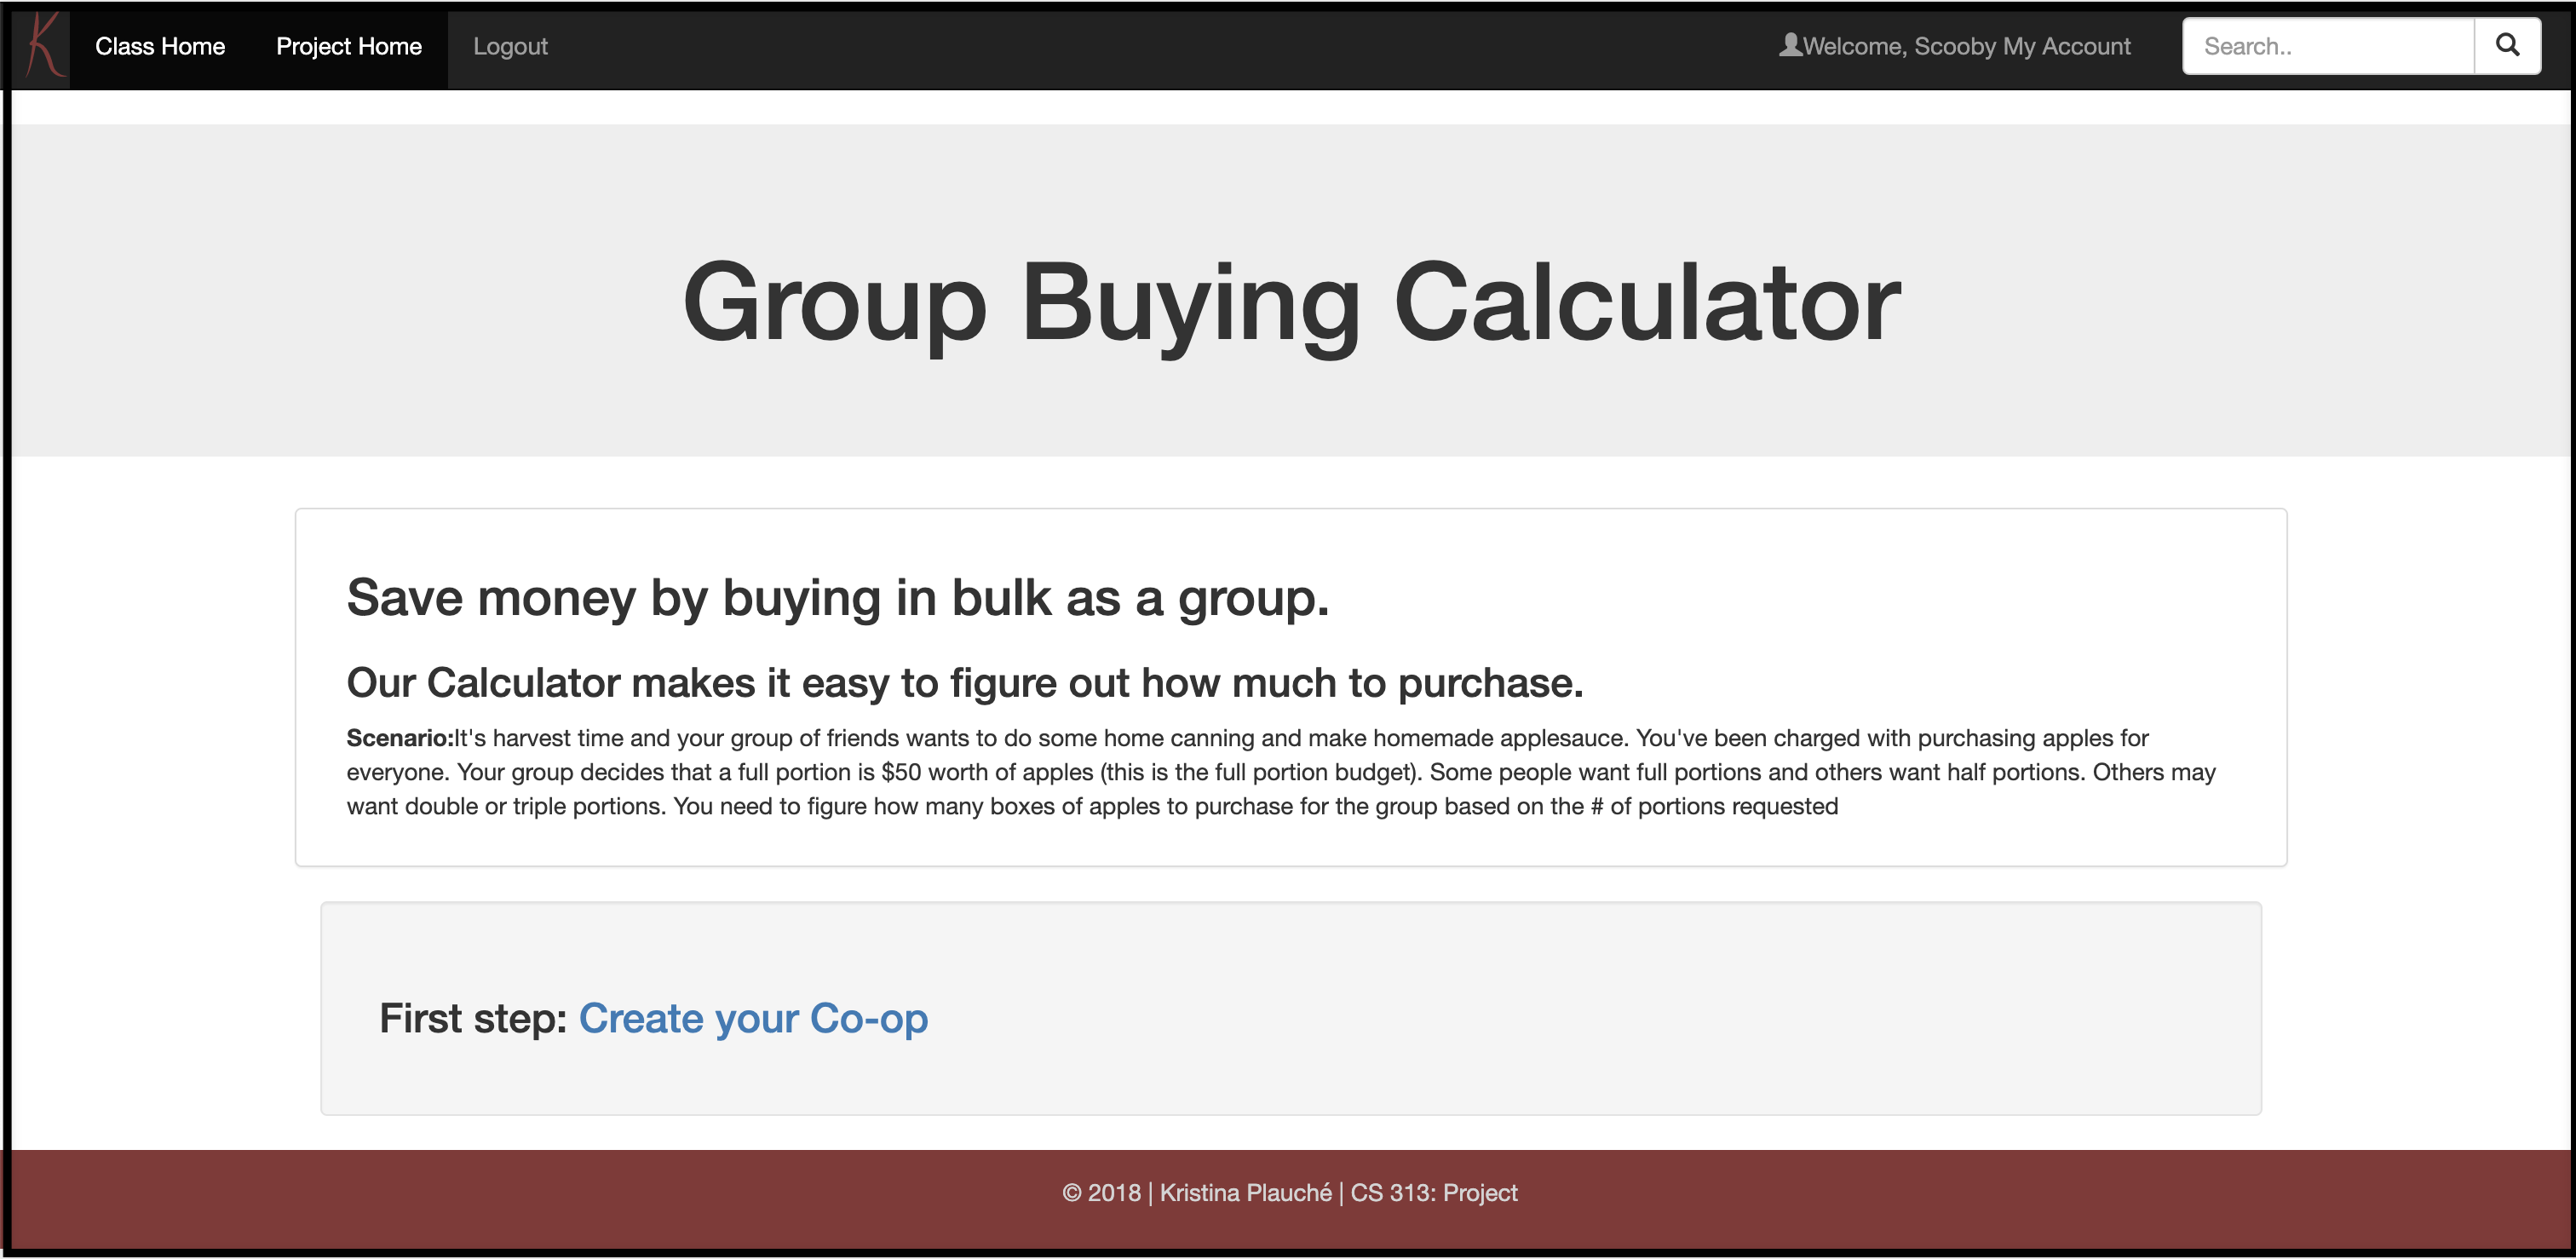 K Class Home Project Home Logout Welcome, Scooby My Account Search..
Group Buying Calculator
Save money by buying in bulk as a group.
Our Calculator makes it easy to figure out how much to purchase.
Scenario:It's harvest time and your group of friends wants to do some home canning and make homemade applesauce. You've been charged with purchasing apples for
everyone. Your group decides that a full portion is $50 worth of apples (this is the full portion budget). Some people want full portions and others want half portions. Others may
want double or triple portions. You need to figure how many boxes of apples to purchase for the group based on the # of portions requested
First step: Create your Co-op
© 2018 | Kristina Plauché | CS 313: Project